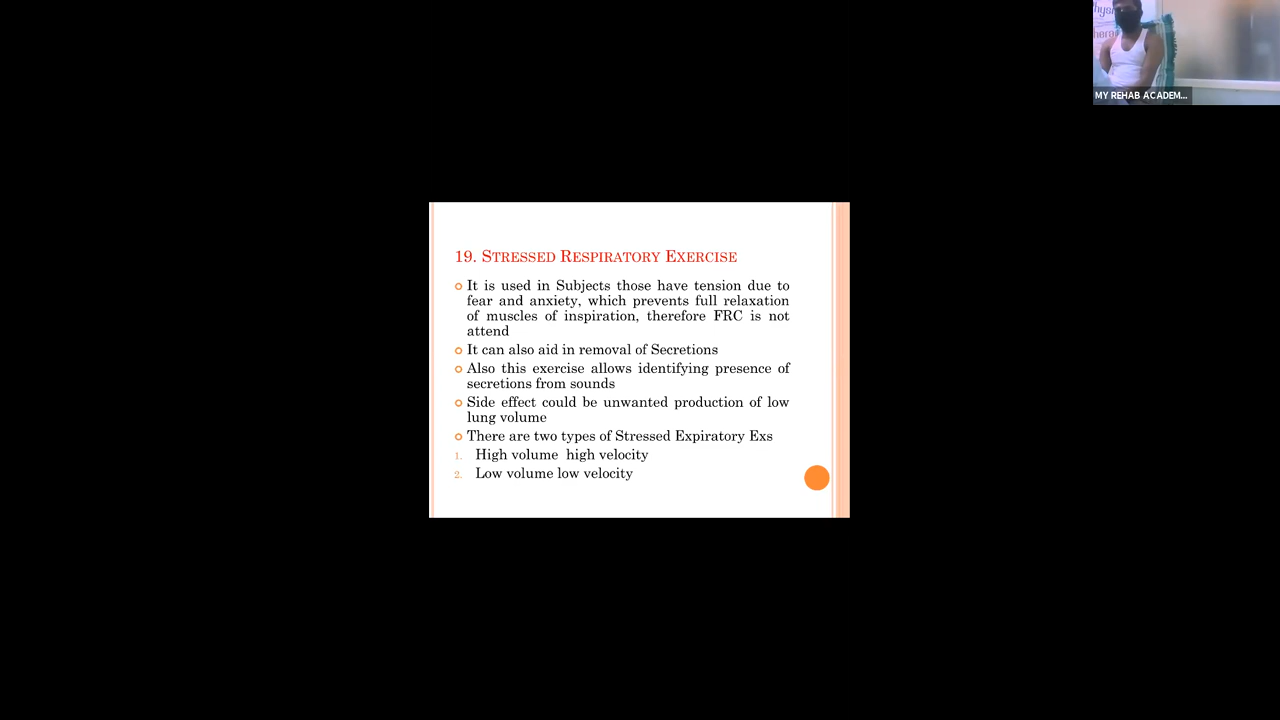 MY REHAB ACADEM...
19. STRESSED RESPIRATORY EXERCISE
It is used in Subjects those have tension due to
fear and anxiety, which prevents full relaxation
of muscles of inspiration, therefore FRC is not
attend
It can also aid in removal of Secretions
Also this exercise allows identifying presence of
secretions from sounds
Side effect could be unwanted production of low
lung volume
There are two types of Stressed Expiratory Exs
1. High volume high velocity
2. Low volume low velocity